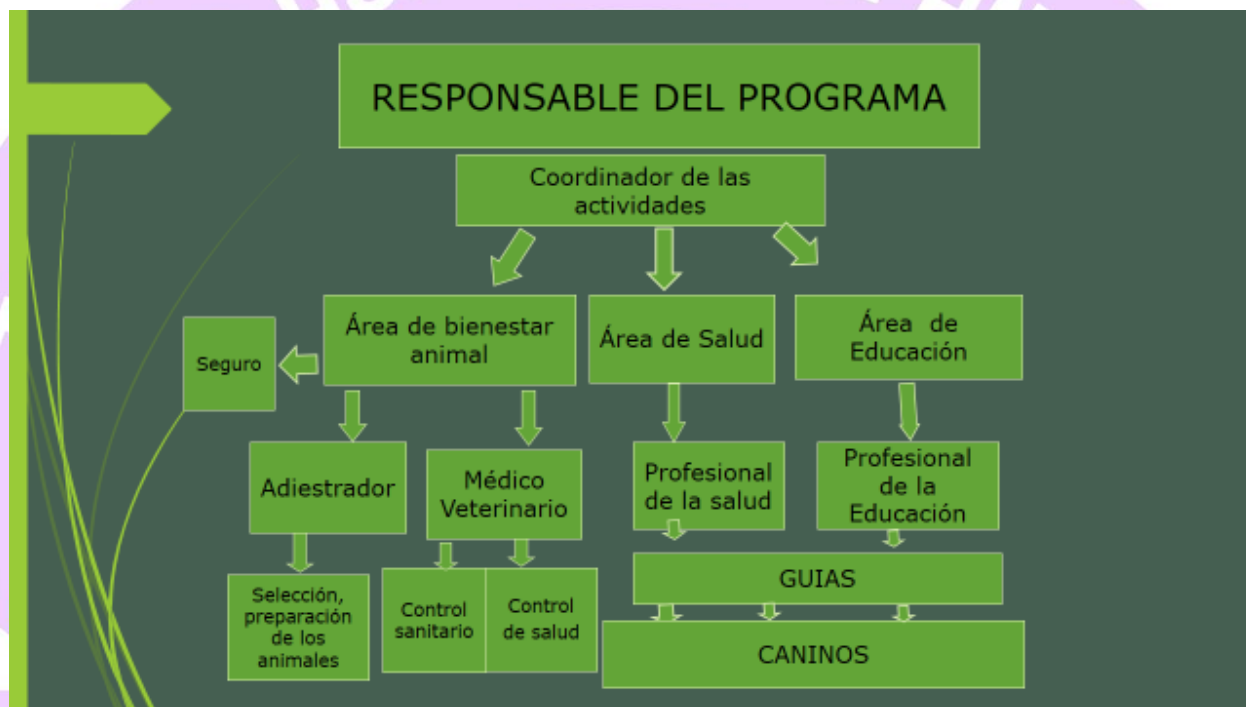 RESPONSABLE DEL PROGRAMA
Coordinador de las
actividades
Área de bienestar
animal
Área de Salud
Área de
Educación
Seguro
Adiestrador
Médico
Veterinario
Profesional
de la salud
Profesional
de la
Educación
Selección,
preparación
de los
animales
Control
sanitario
Control
de salud
GUIAS
CANINOS